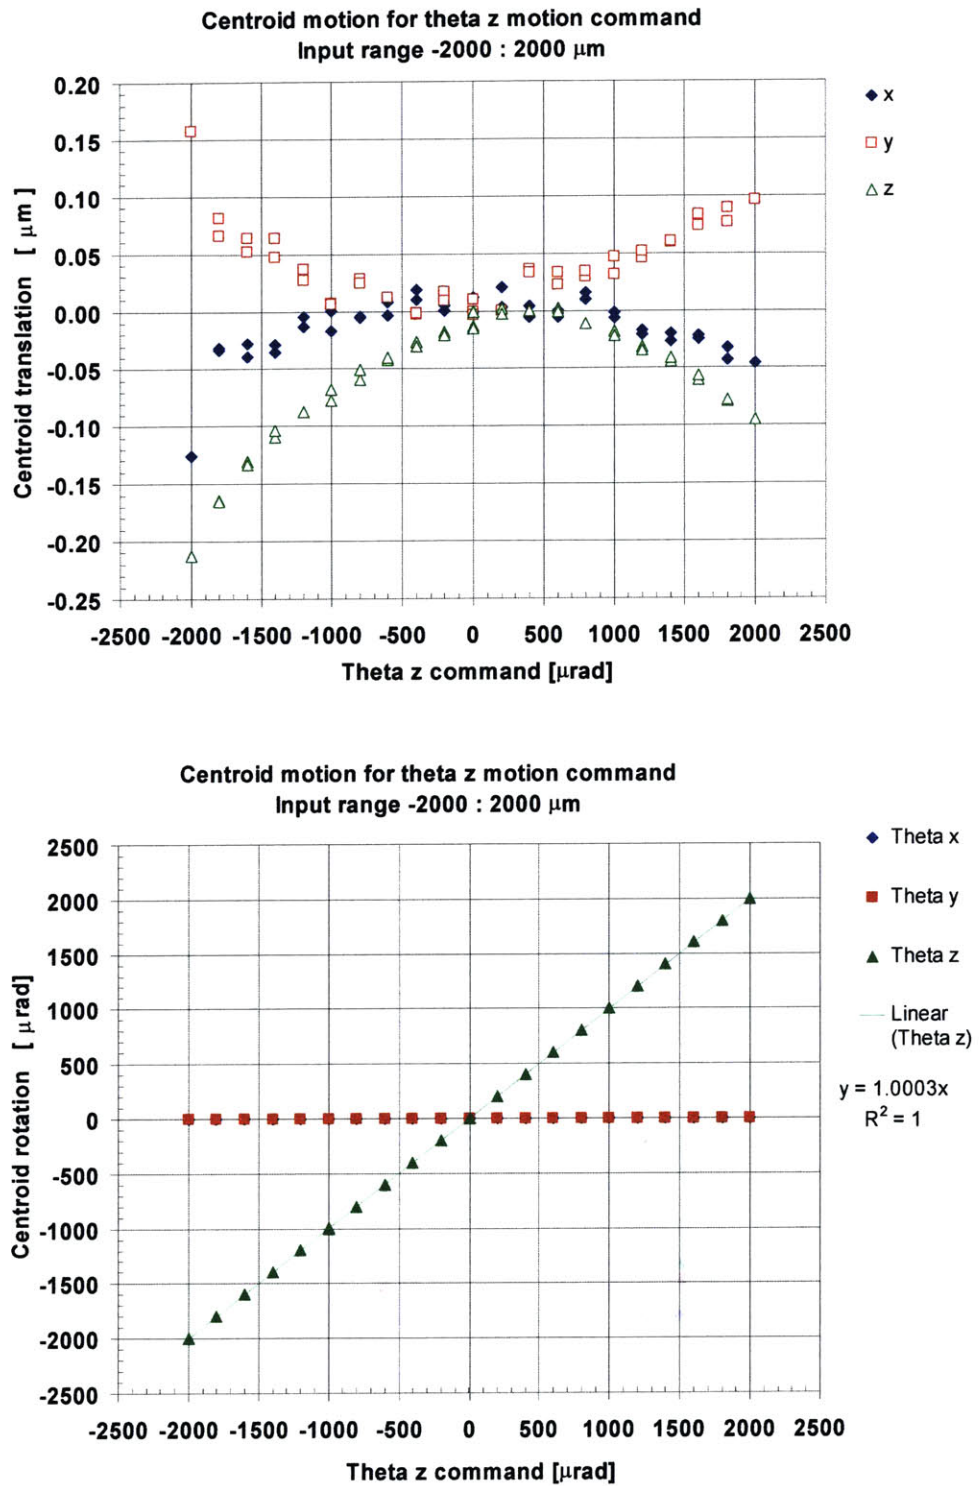 Centroid motion for theta z motion command
Input range -2000 : 2000 μm
0.20
0.15
0.10
0.05
0.00
-0.05
-0.10
-0.15
-0.20
-0.25
Centroid translation [ μm ]
-2500 -2000 -1500 -1000 -500 0 500 1000 1500 2000 2500
Theta z command [μrad]
x
y
z
Centroid motion for theta z motion command
Input range -2000 : 2000 μm
2500
2000
1500
1000
500
0
-500
-1000
-1500
-2000
-2500
Centroid rotation [ μrad]
-2500 -2000 -1500 -1000 -500 0 500 1000 1500 2000 2500
Theta z command [μrad]
Theta x
Theta y
Theta z
Linear
(Theta z)
y = 1.0003x
R² = 1